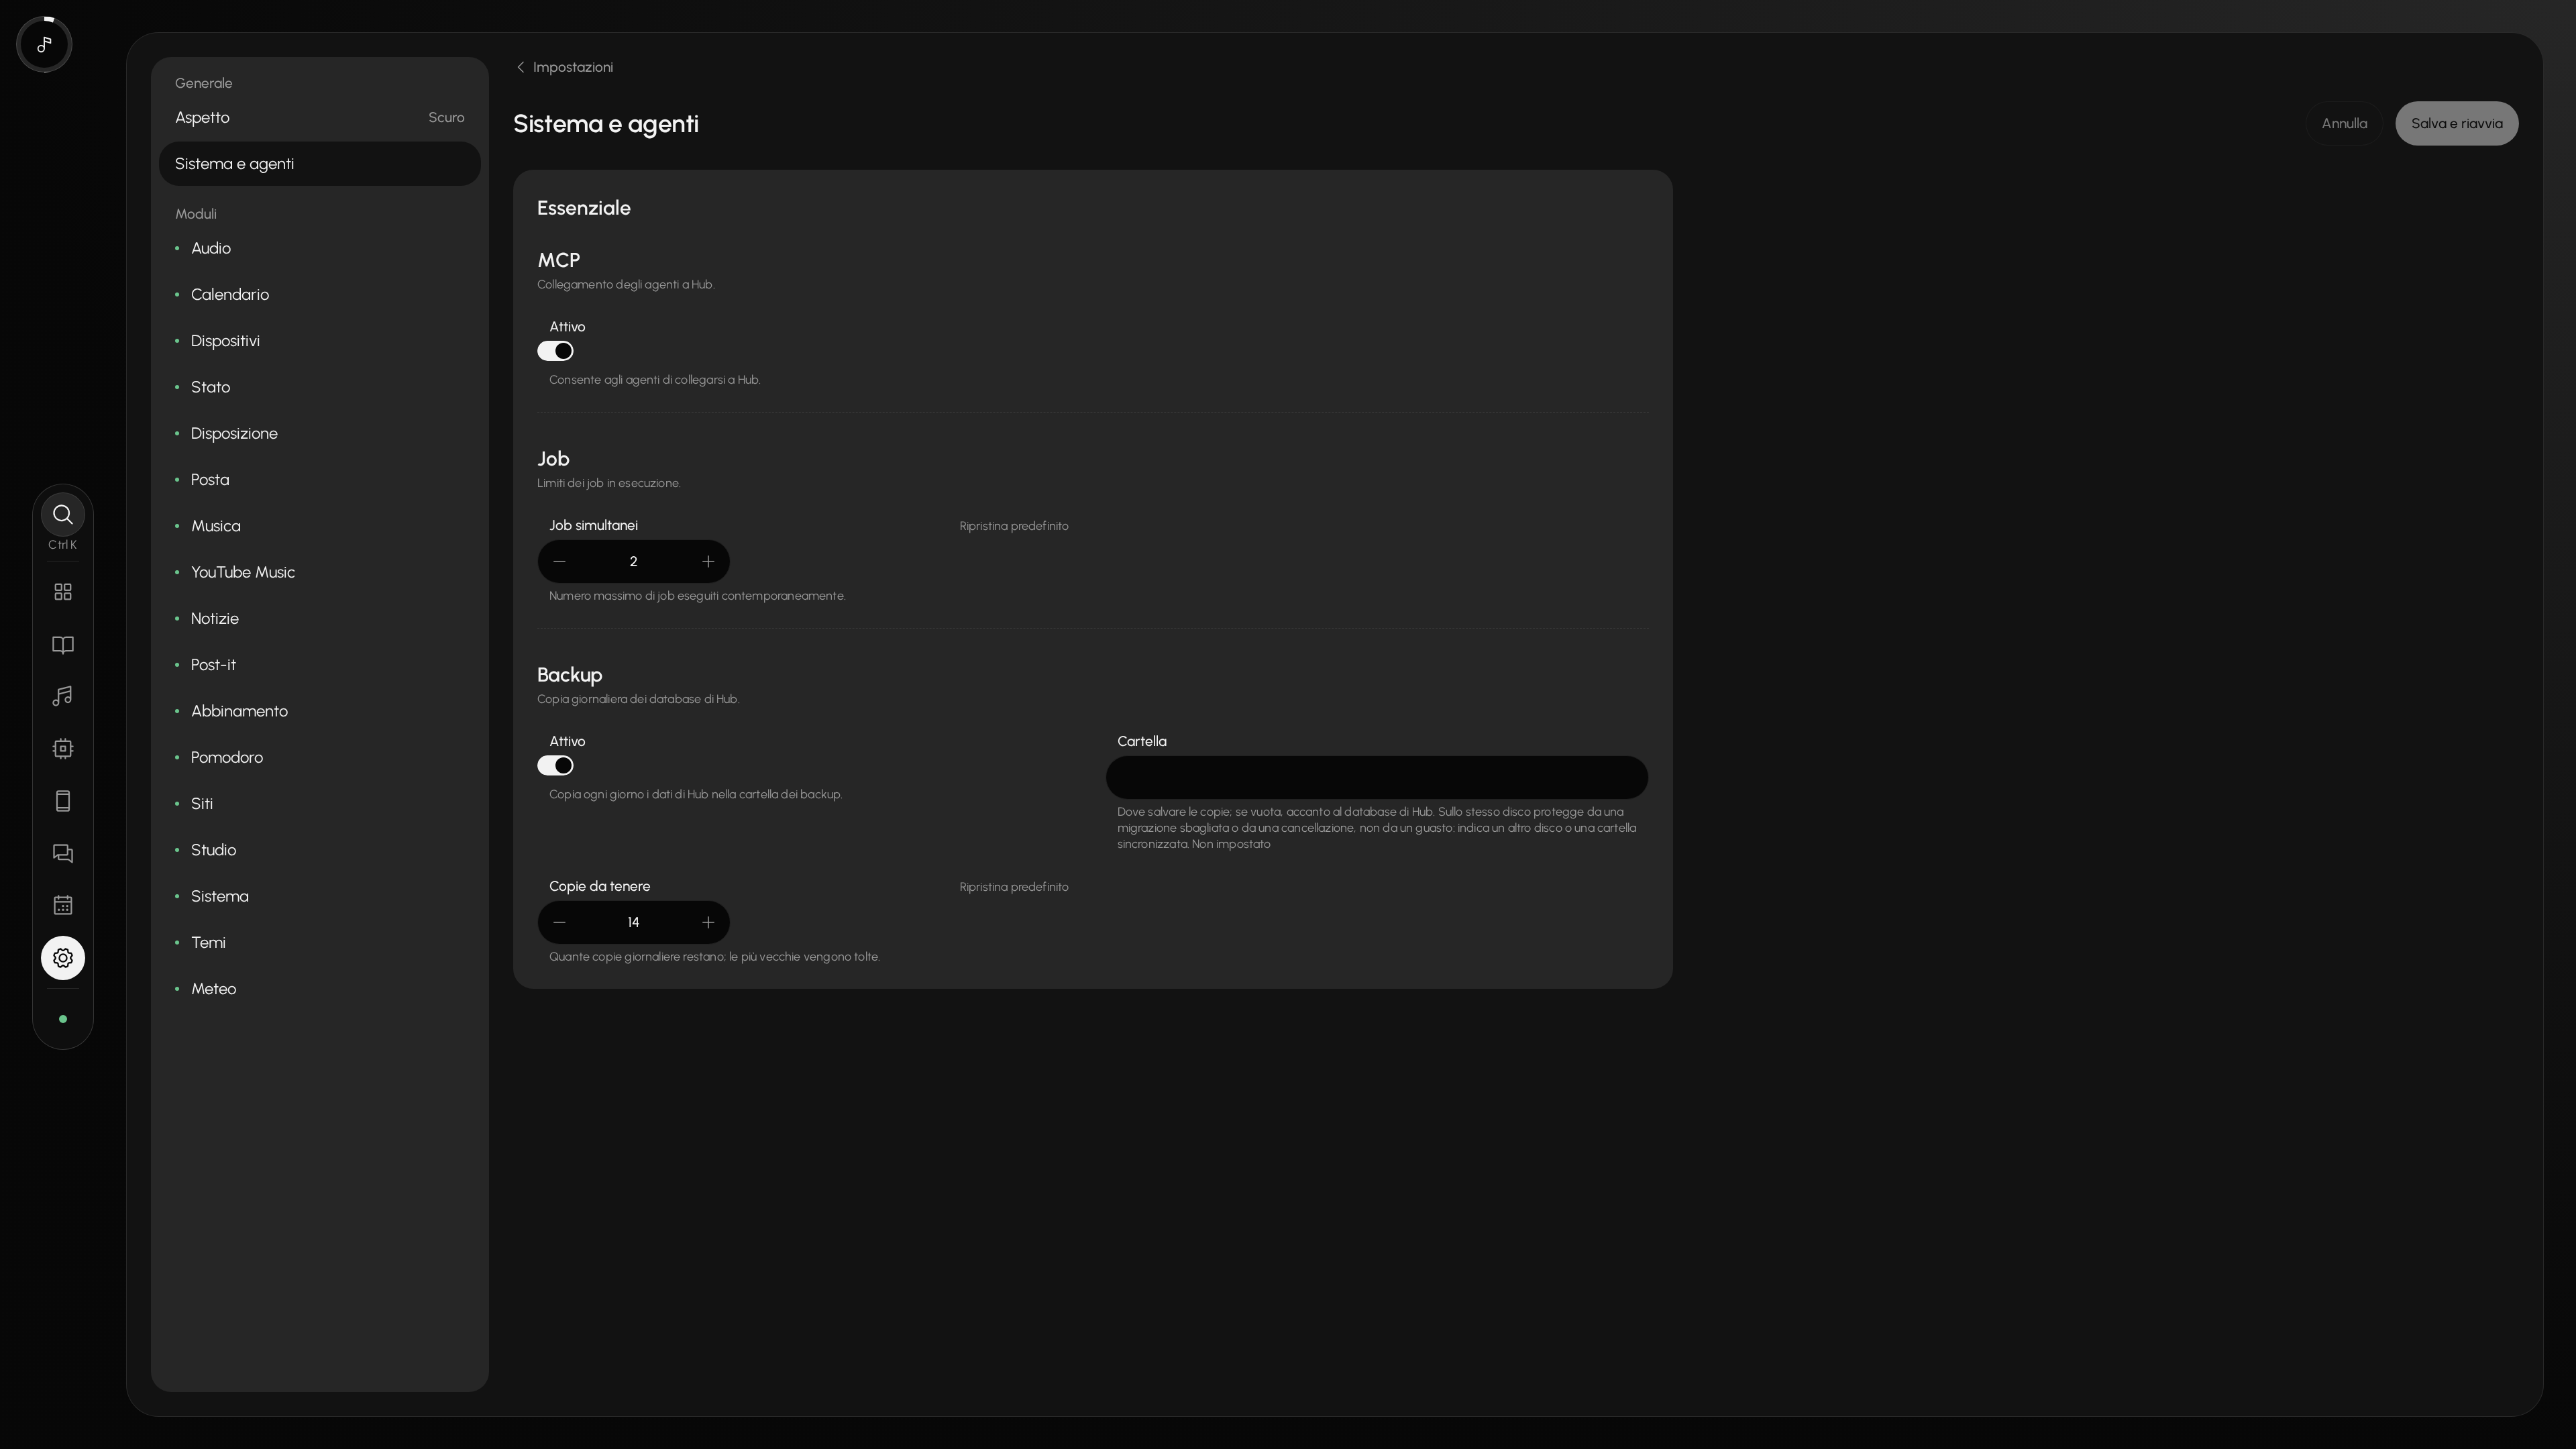 Impostazioni
Generale
Aspetto
Scuro
Sistema e agenti
Moduli
Audio
Calendario
Dispositivi
Stato
Disposizione
Posta
Musica
YouTube Music
Notizie
Post-it
Abbinamento
Pomodoro
Siti
Studio
Sistema
Temi
Meteo
Ctrl K
Sistema e agenti
Annulla
Salva e riavvia
Essenziale
MCP
Collegamento degli agenti a Hub.
Attivo
Consente agli agenti di collegarsi a Hub.
Job
Limiti dei job in esecuzione.
Job simultanei
Ripristina predefinito
2
Numero massimo di job eseguiti contemporaneamente.
Backup
Copia giornaliera dei database di Hub.
Attivo
Copia ogni giorno i dati di Hub nella cartella dei backup.
Cartella
Dove salvare le copie; se vuota, accanto al database di Hub. Sullo stesso disco protegge da una
migrazione sbagliata o da una cancellazione, non da un guasto: indica un altro disco o una cartella
sincronizzata. Non impostato
Copie da tenere
Ripristina predefinito
14
Quante copie giornaliere restano; le più vecchie vengono tolte.